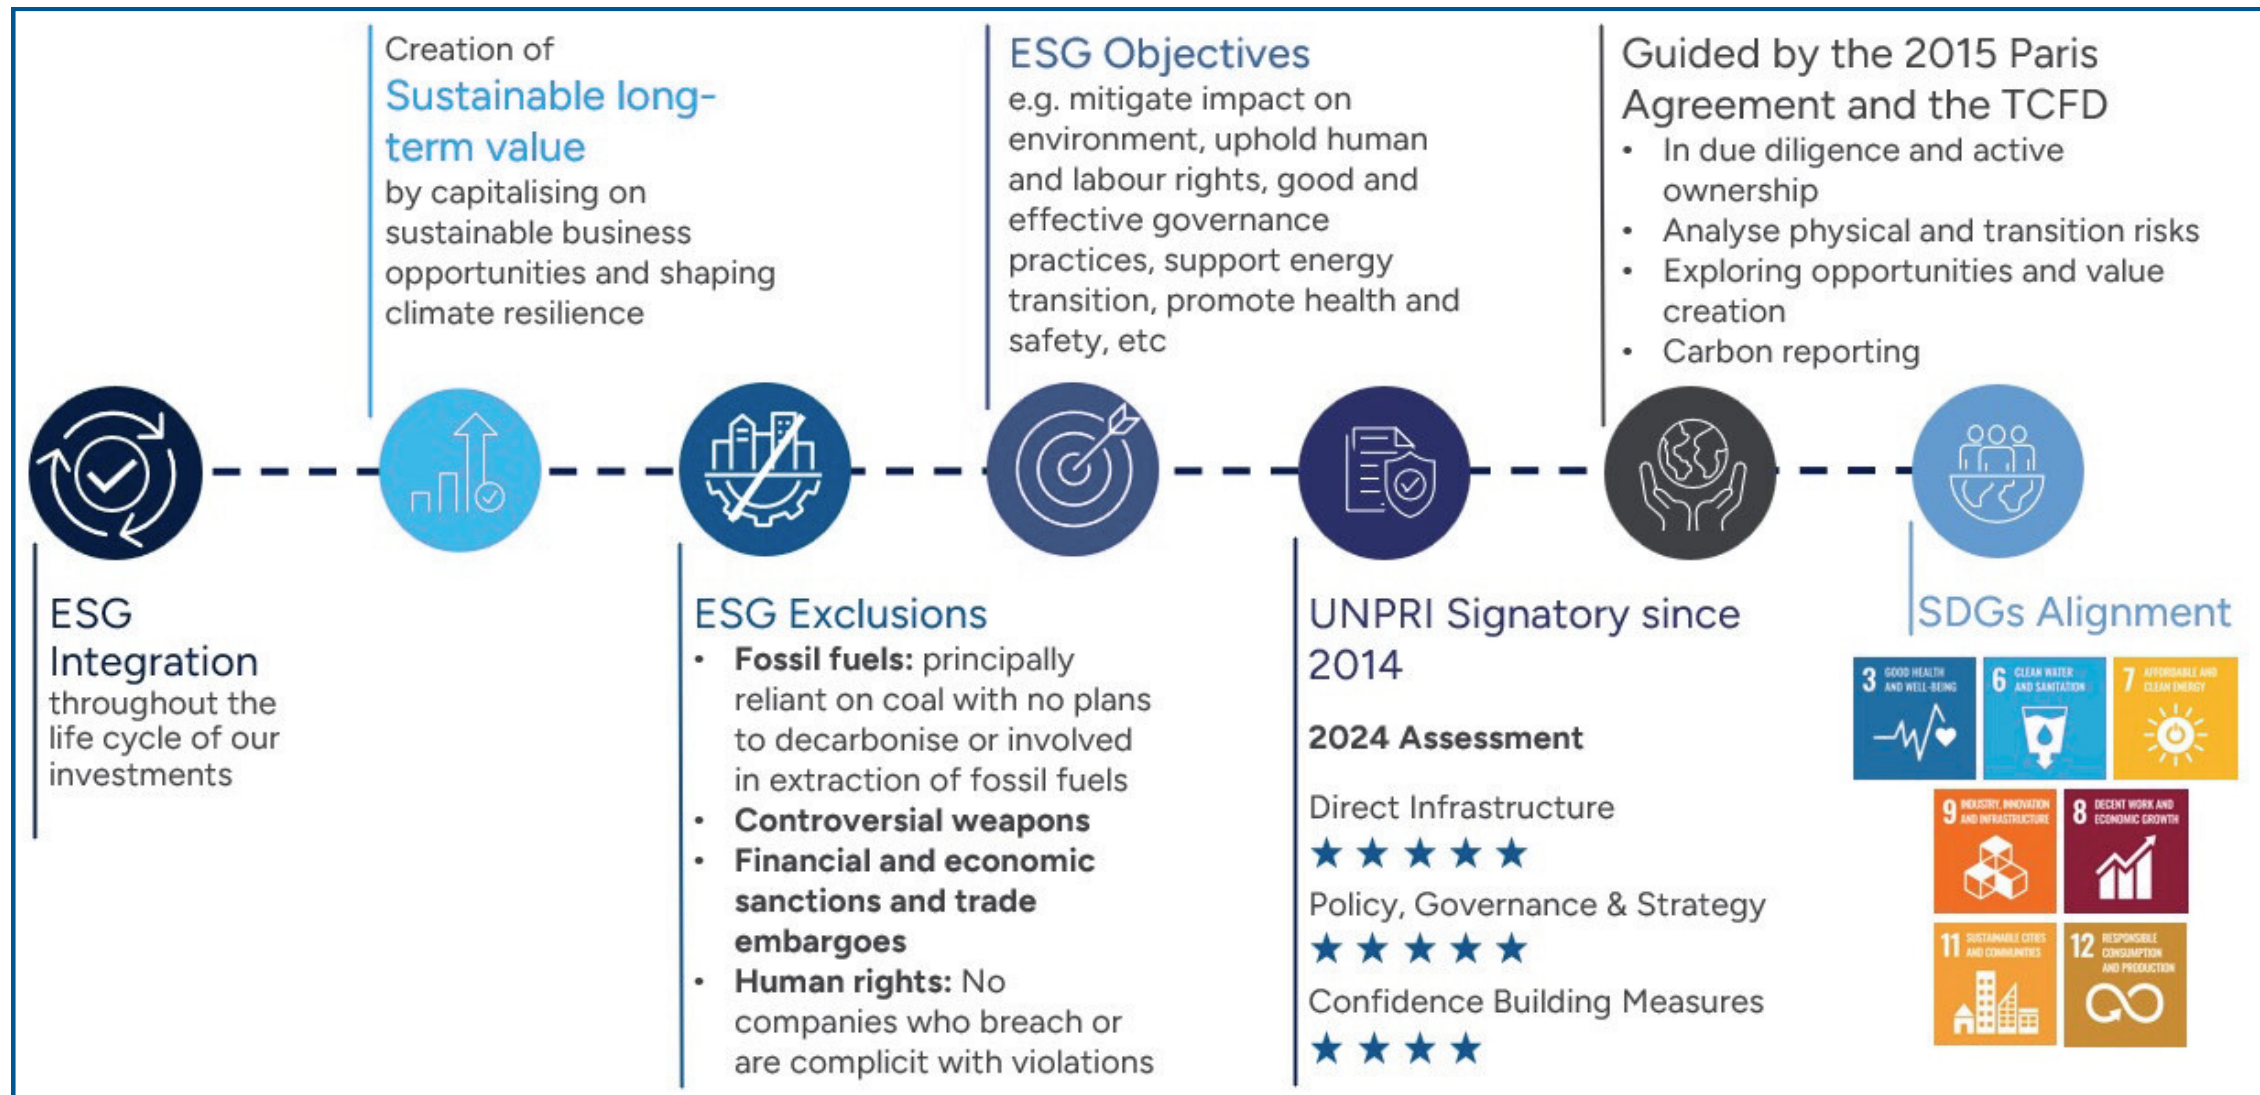 Creation of
Sustainable long-
term value
by capitalising on
sustainable business
opportunities and shaping
climate resilience
ESG Objectives
e.g. mitigate impact on
environment, uphold human
and labour rights, good and
effective governance
practices, support energy
transition, promote health and
safety, etc
Guided by the 2015 Paris
Agreement and the TCFD
• In due diligence and active
ownership
• Analyse physical and transition risks
• Exploring opportunities and value
creation
• Carbon reporting
ESG
Integration
throughout the
life cycle of our
investments
ESG Exclusions
• Fossil fuels: principally
reliant on coal with no plans
to decarbonise or involved
in extraction of fossil fuels
• Controversial weapons
• Financial and economic
sanctions and trade
embargoes
• Human rights: No
companies who breach or
are complicit with violations
UNPRI Signatory since
2014
2024 Assessment
Direct Infrastructure
★★★★★
Policy, Governance & Strategy
★★★★★
Confidence Building Measures
★★★★
SDGs Alignment
3 GOOD HEALTH
AND WELL-BEING
6 CLEAN WATER
AND SANITATION
7 AFFORDABLE AND
CLEAN ENERGY
9 INDUSTRY, INNOVATION
AND INFRASTRUCTURE
8 DECENT WORK AND
ECONOMIC GROWTH
11 SUSTAINABLE CITIES
AND COMMUNITIES
12 RESPONSIBLE
CONSUMPTION
AND PRODUCTION